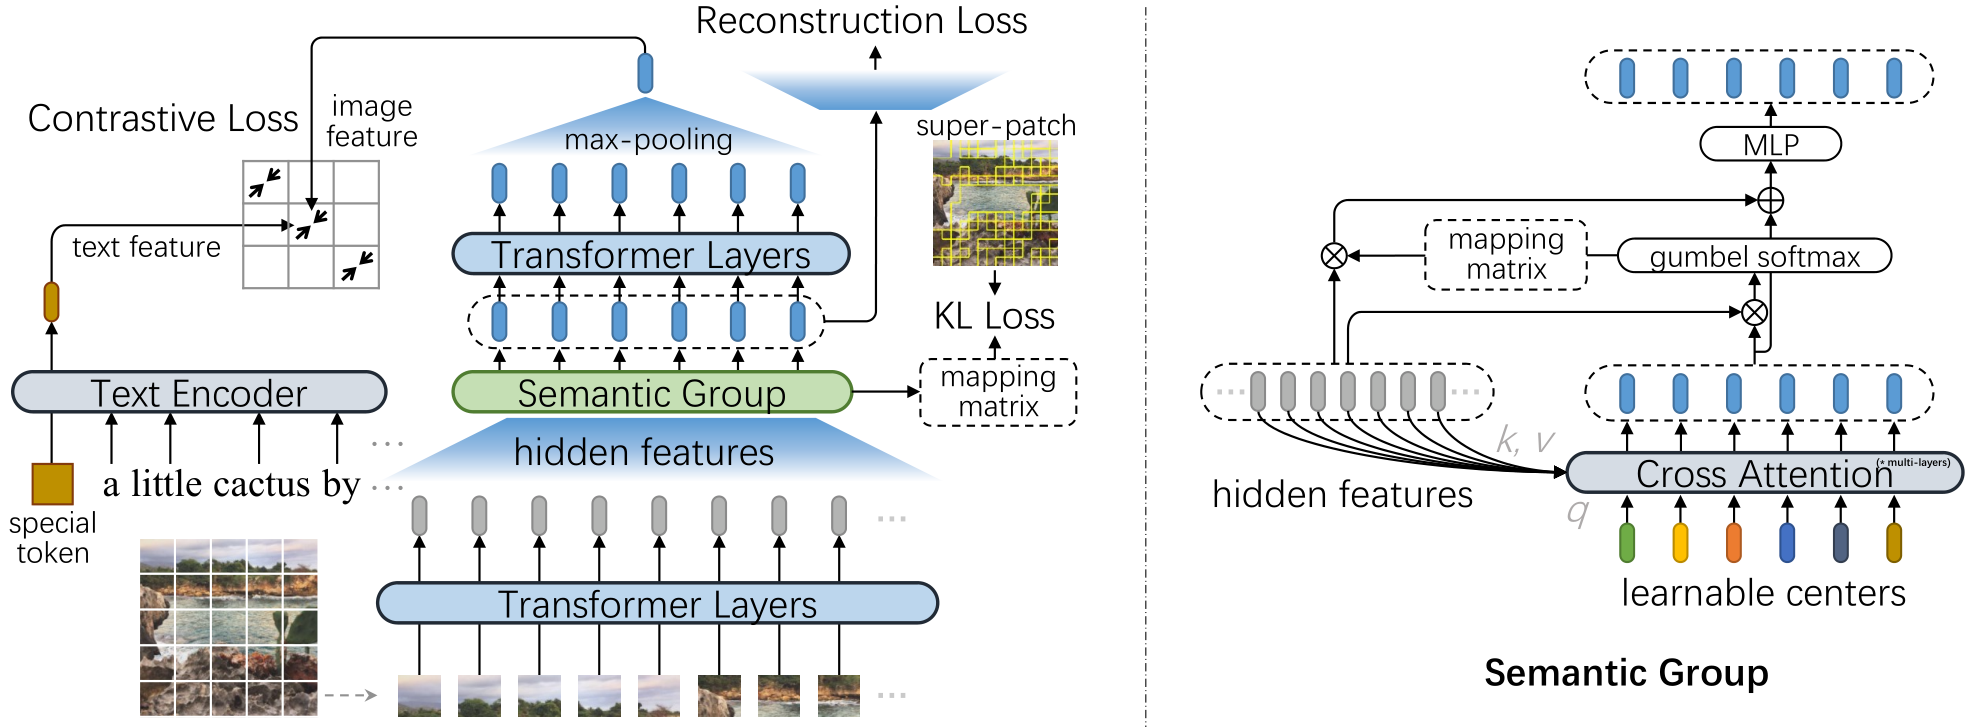 Reconstruction Loss
Contrastive Loss
image
feature
max-pooling
super-patch
text feature
Transformer Layers
KL Loss
Text Encoder
Semantic Group
mapping
matrix
...
hidden features
a little cactus by ...
special
token
...
Transformer Layers
...
MLP
mapping
matrix
gumbel softmax
... ...
k, v
Cross Attention (* multi-layers)
hidden features
q
learnable centers
Semantic Group